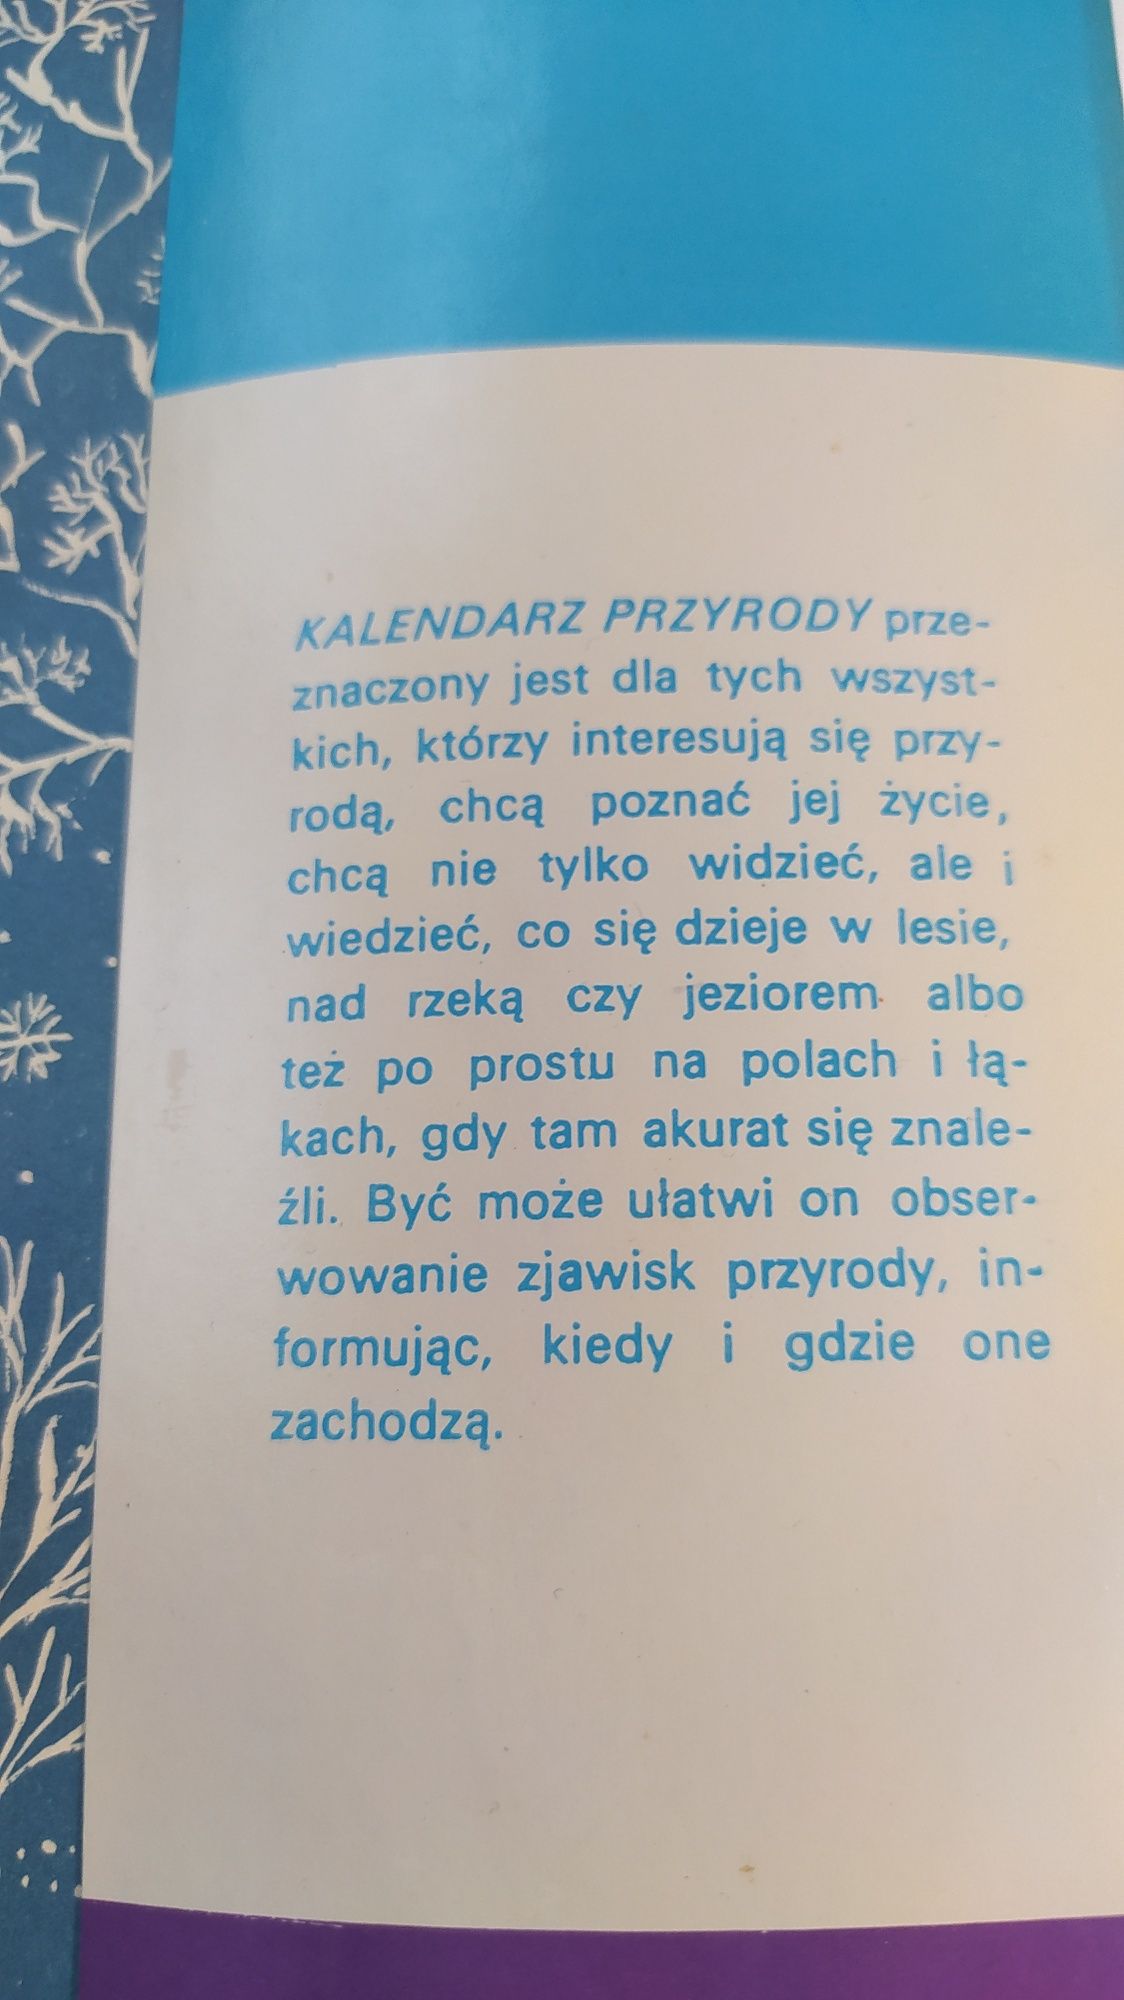 KALENDARZ PRZYRODY prze-
znaczony jest dla tych wszyst-
kich, którzy interesują się przy-
rodą, chcą poznać jej życie,
chcą nie tylko widzieć, ale i
wiedzieć, co się dzieje w lesie,
nad rzeką czy jeziorem albo
też po prostu na polach i łą-
kach, gdy tam akurat się znale-
źli. Być może ułatwi on obser-
wowanie zjawisk przyrody, in-
formując, kiedy i gdzie one
zachodzą.